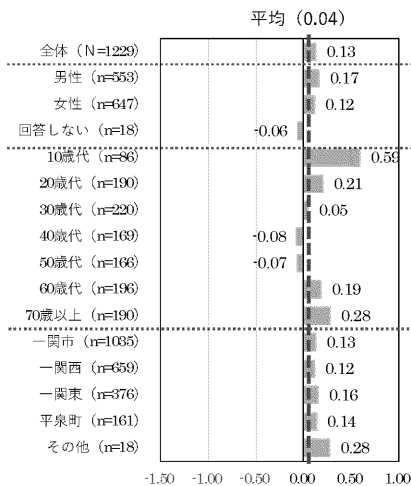 平均（0.04）
全体（N=1229） 0.13
男性（n=553） 0.17
女性（n=647） 0.12
回答しない（n=18） -0.06
10歳代（n=86） 0.59
20歳代（n=190） 0.21
30歳代（n=220） 0.05
40歳代（n=169） -0.08
50歳代（n=166） -0.07
60歳代（n=196） 0.19
70歳以上（n=190） 0.28
一関市（n=1035） 0.13
一関西（n=659） 0.12
一関東（n=376） 0.16
平泉町（n=161） 0.14
その他（n=18） 0.28
-1.50 -1.00 -0.50 0.00 0.50 1.00